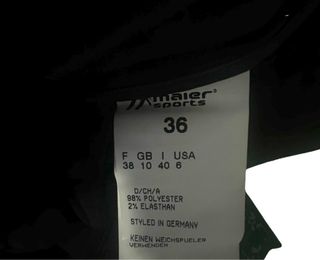 maier
sports
36
F GB I USA
38 10 40 6
D/CH/A
98% POLYESTER
2% ELASTHAN
STYLED IN GERMANY
KEINEN WEICHSPUELER
VERWENDEN